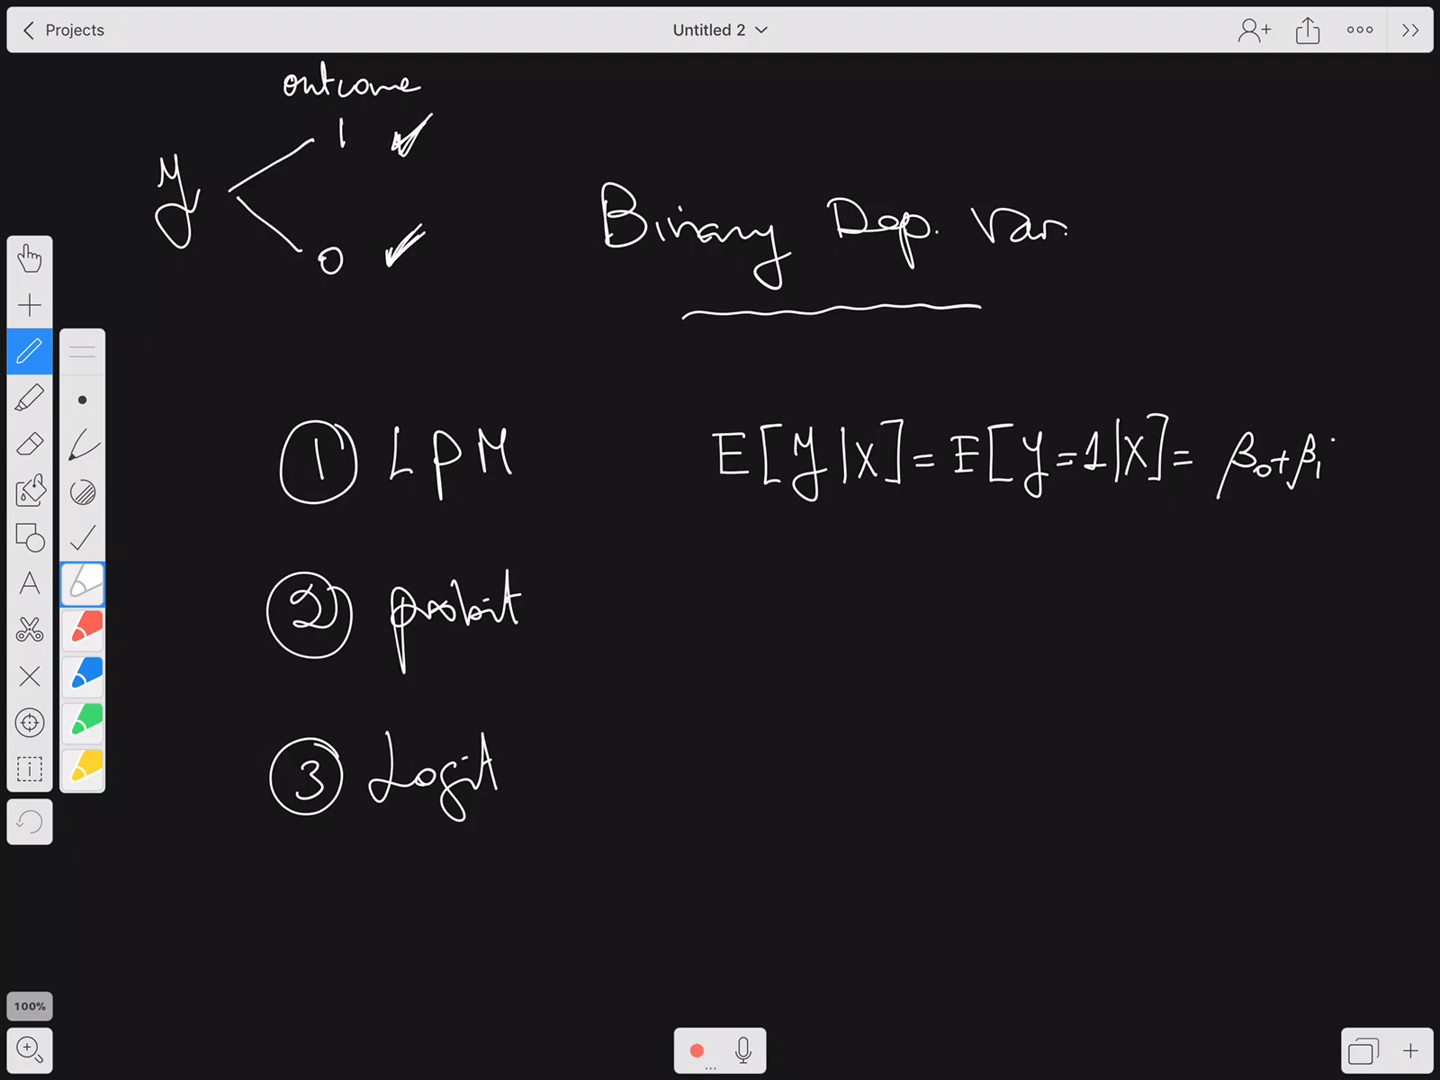 Projects
Untitled 2
outcome
y
1
0
Binary Dep. Var.
1 LPM
E[y|X] = E[y=1|X] = β0+β1
2 probit
3 Logit
A
100%